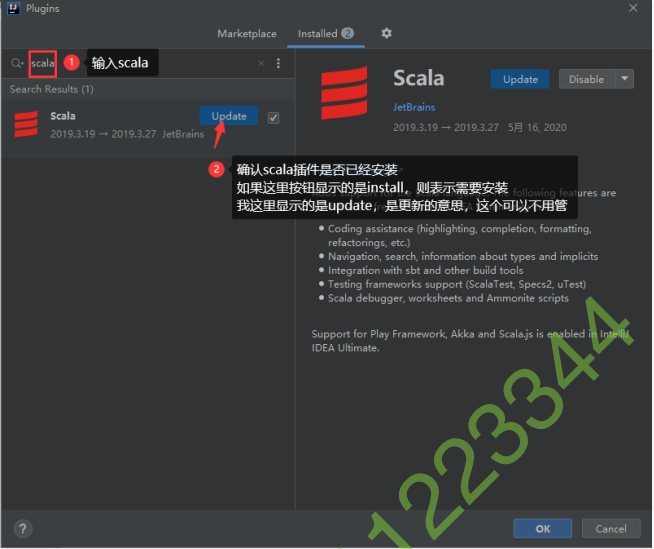 Plugins
Marketplace
Installed 2
scala
1 输入scala
Search Results (1)
Scala
2019.3.19 → 2019.3.27 JetBrains
Update
2 确认scala插件是否已经安装
如果这里按钮显示的是install，则表示需要安装
我这里显示的是update，是更新的意思，这个可以不用管
Scala
Update
Disable
JetBrains
2019.3.19 → 2019.3.27 5月 16, 2020
following features are
Coding assistance (highlighting, completion, formatting,
refactorings, etc.)
Navigation, search, information about types and implicits
Integration with sbt and other build tools
Testing frameworks support (ScalaTest, Specs2, uTest)
Scala debugger, worksheets and Ammonite scripts
Support for Play Framework, Akka and Scala.js is enabled in IntelliJ
IDEA Ultimate.
1223344
?
OK
Cancel